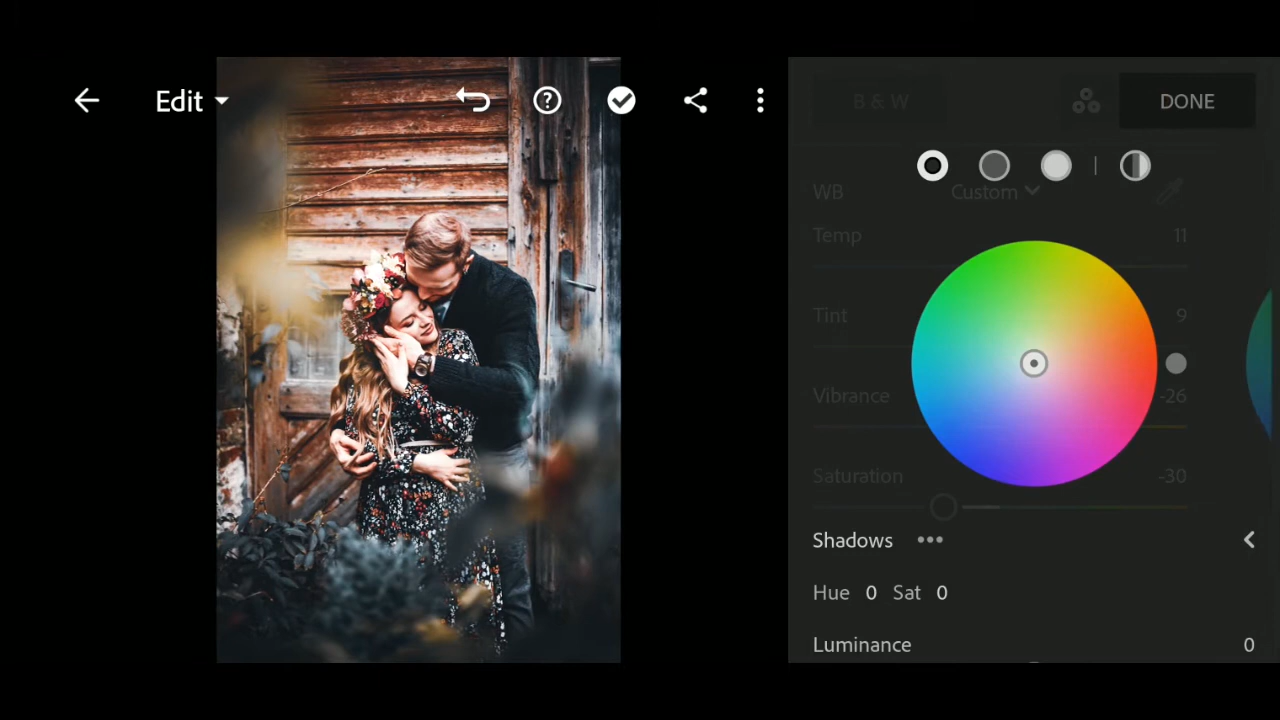 Edit
B & W
DONE
WB Custom
Temp 11
Tint 9
Vibrance -26
Saturation -30
Shadows •••
Hue 0 Sat 0
Luminance 0